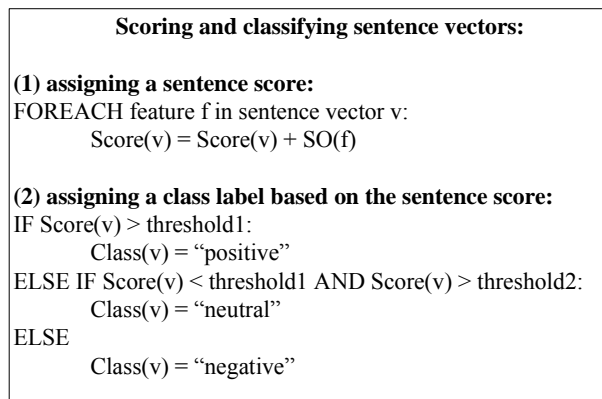 Scoring and classifying sentence vectors:
(1) assigning a sentence score:
FOREACH feature f in sentence vector v:
Score(v) = Score(v) + SO(f)
(2) assigning a class label based on the sentence score:
IF Score(v) > threshold1:
Class(v) = “positive”
ELSE IF Score(v) < threshold1 AND Score(v) > threshold2:
Class(v) = “neutral”
ELSE
Class(v) = “negative”